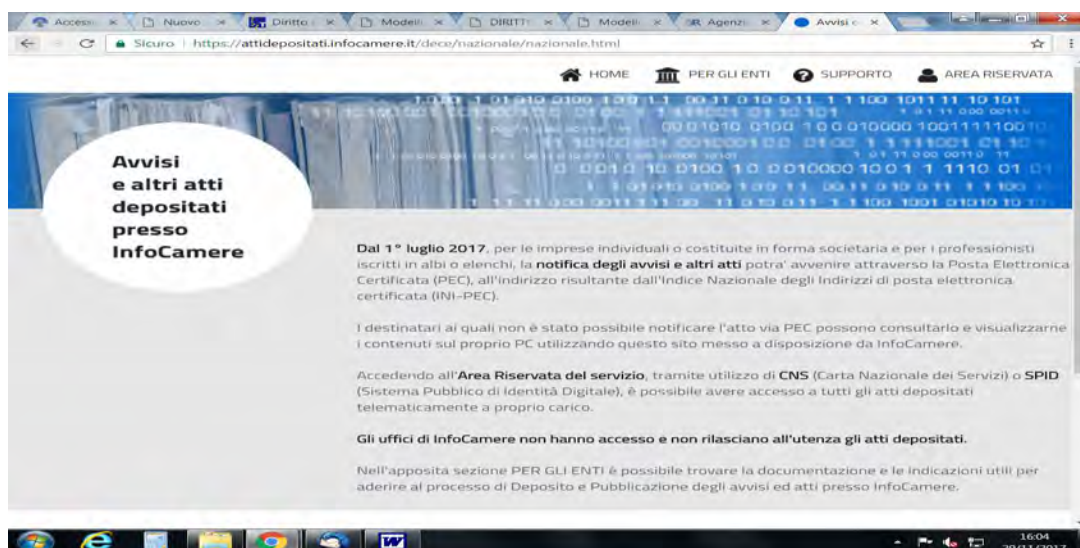 Access
Nuovo
Diritto
Modell
DIRITT
Modell
Agenzi
Avvisi e
Sicuro
https://attidepositati.infocamere.it/dece/nazionale/nazionale.html
HOME
PER GLI ENTI
SUPPORTO
AREA RISERVATA
Avvisi
e altri atti
depositati
presso
InfoCamere
Dal 1° luglio 2017, per le imprese individuali o costituite in forma societaria e per i professionisti
iscritti in albi o elenchi, la notifica degli avvisi e altri atti potra' avvenire attraverso la Posta Elettronica
Certificata (PEC), all'indirizzo risultante dall'Indice Nazionale degli Indirizzi di posta elettronica
certificata (INI-PEC).
I destinatari ai quali non è stato possibile notificare l'atto via PEC possono consultarlo e visualizzarne
i contenuti sul proprio PC utilizzando questo sito messo a disposizione da InfoCamere.
Accedendo all'Area Riservata del servizio, tramite utilizzo di CNS (Carta Nazionale dei Servizi) o SPID
(Sistema Pubblico di Identità Digitale), è possibile avere accesso a tutti gli atti depositati
telematicamente a proprio carico.
Gli uffici di InfoCamere non hanno accesso e non rilasciano all'utenza gli atti depositati.
Nell'apposita sezione PER GLI ENTI è possibile trovare la documentazione e le indicazioni utili per
aderire al processo di Deposito e Pubblicazione degli avvisi ed atti presso InfoCamere.
16:04